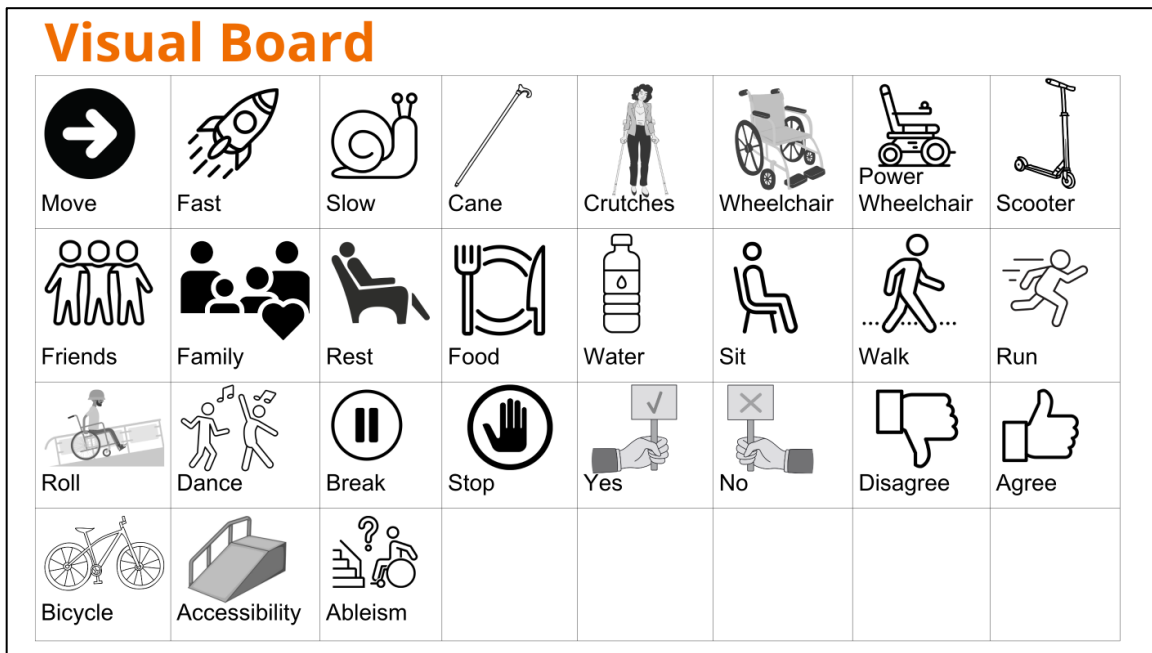 Visual Board
Move
Fast
Slow
Cane
Crutches
Wheelchair
Power
Wheelchair
Scooter
Friends
Family
Rest
Food
Water
Sit
Walk
Run
Roll
Dance
Break
Stop
Yes
No
Disagree
Agree
Bicycle
Accessibility
?
Ableism